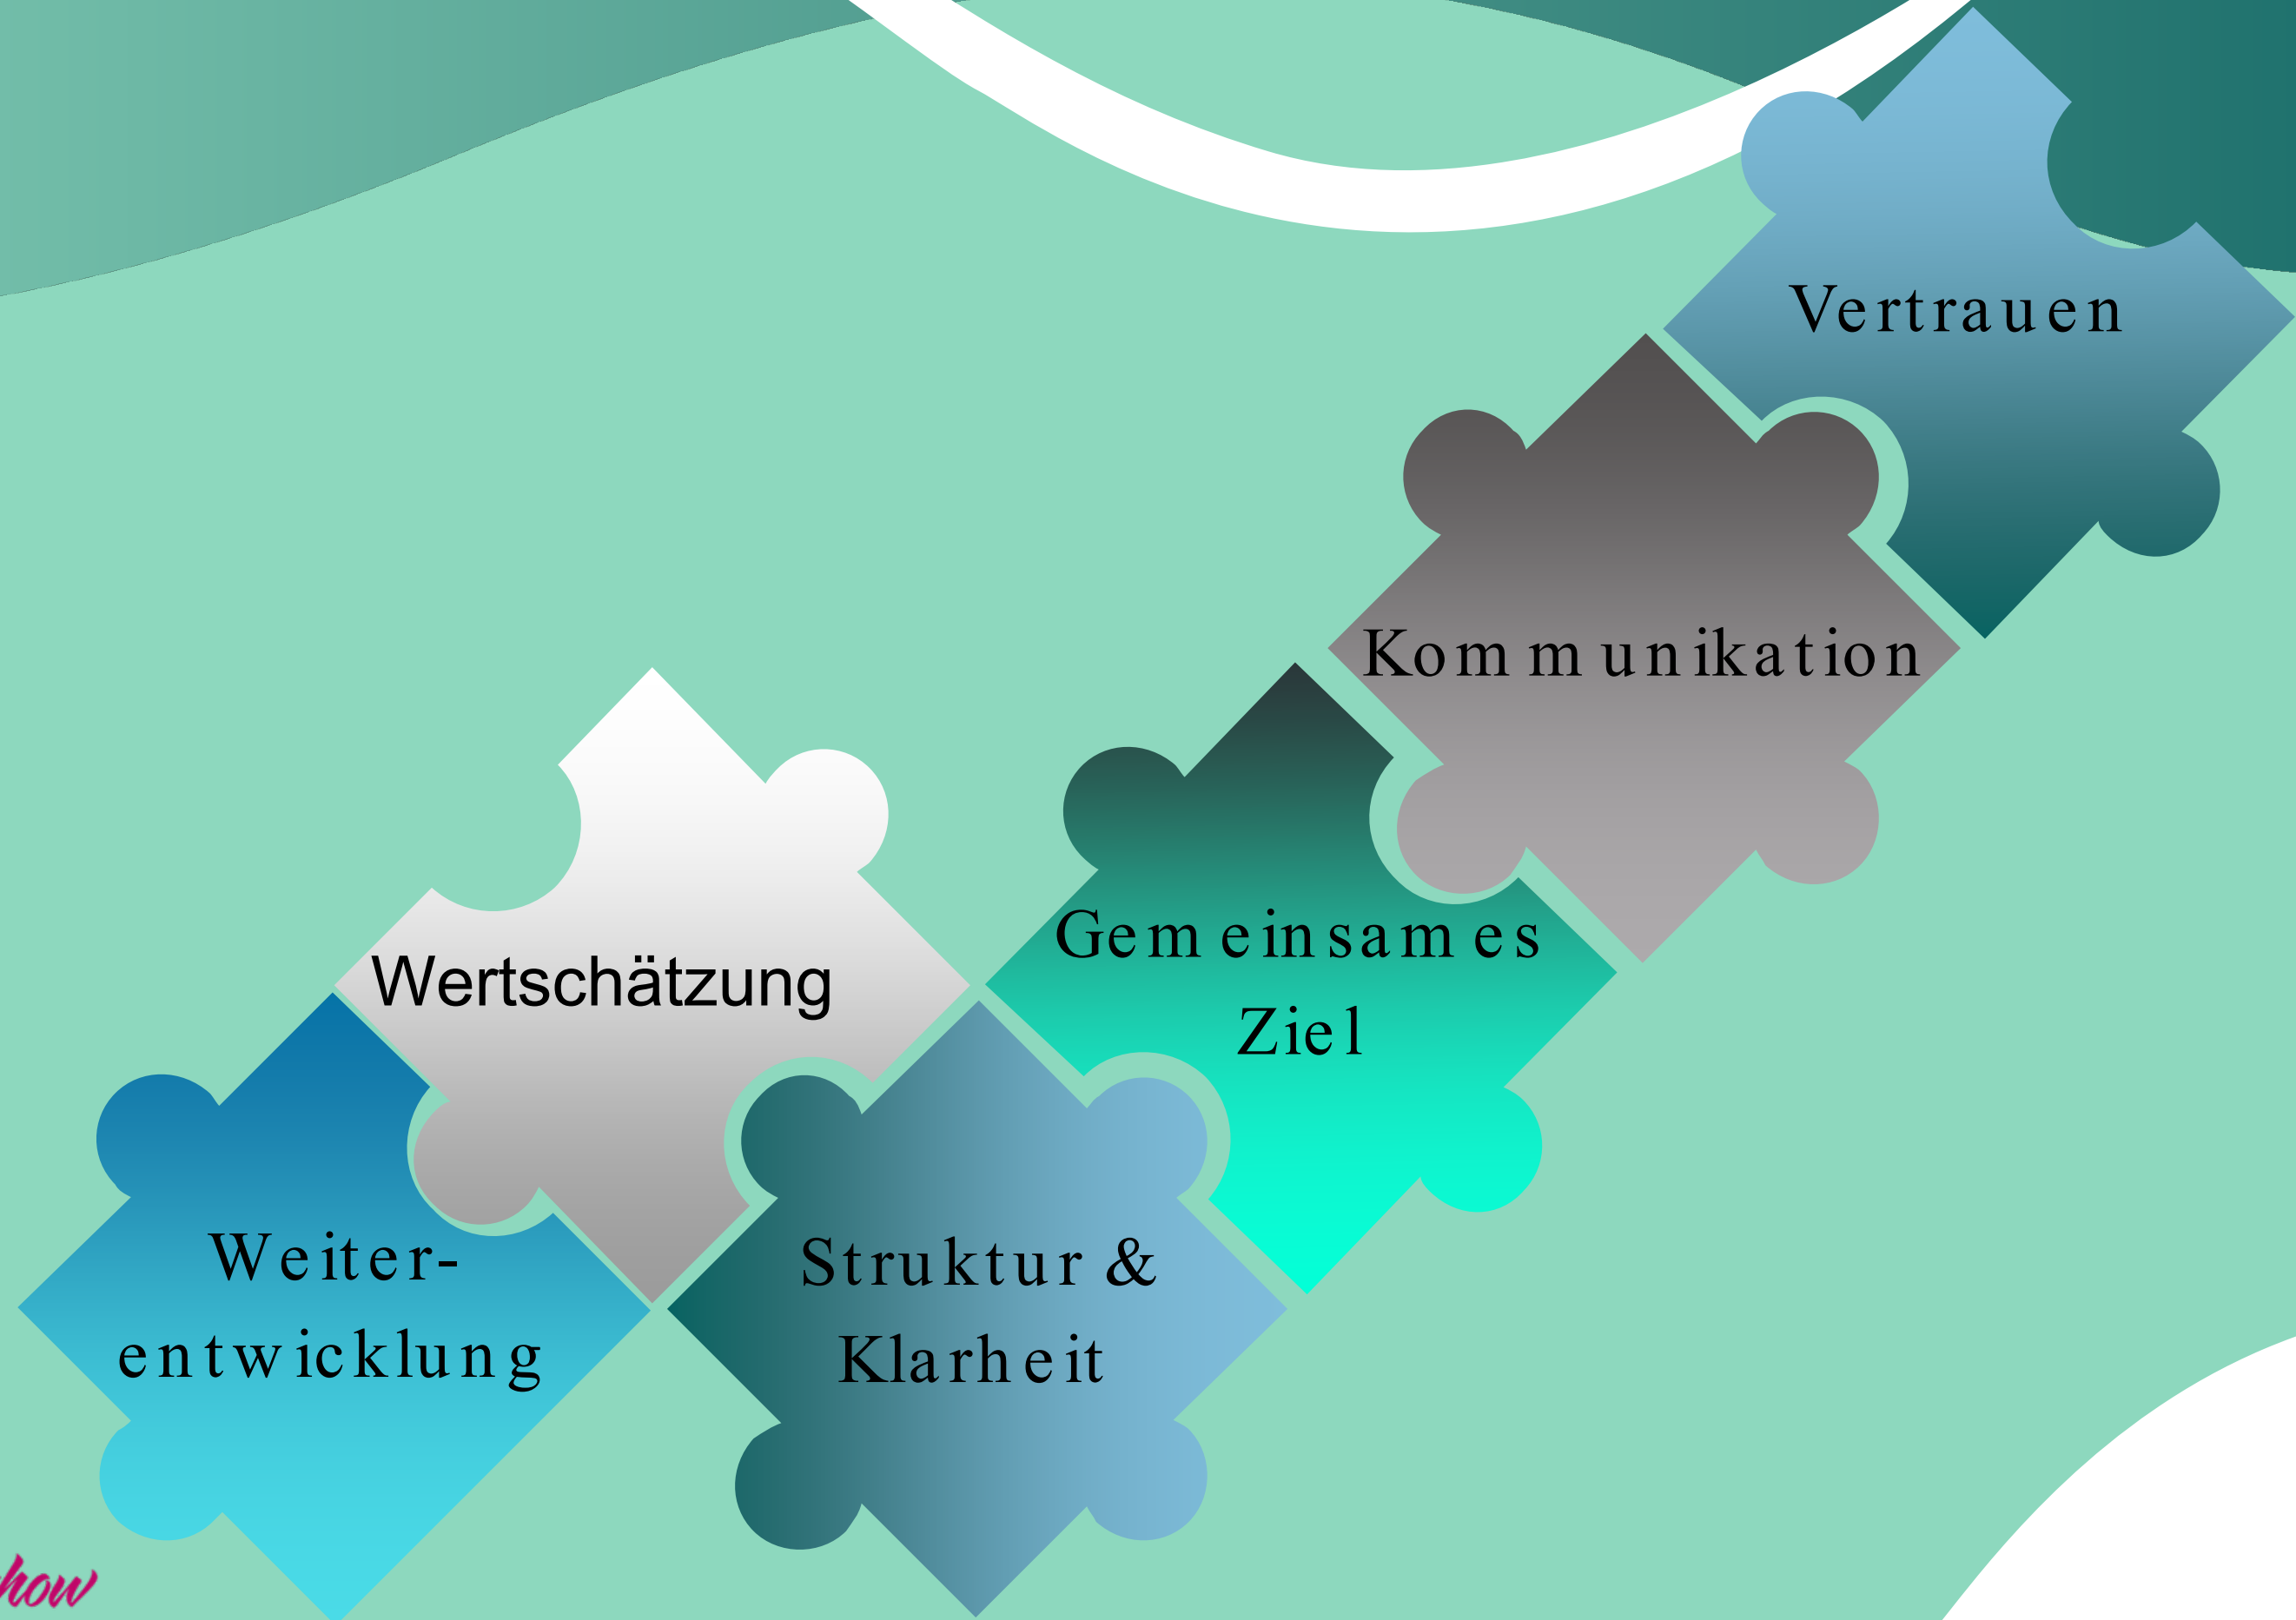 Vertrauen
Kommunikation
Gemeinsames
Ziel
Wertschätzung
Weiter-
entwicklung
Struktur &
Klarheit